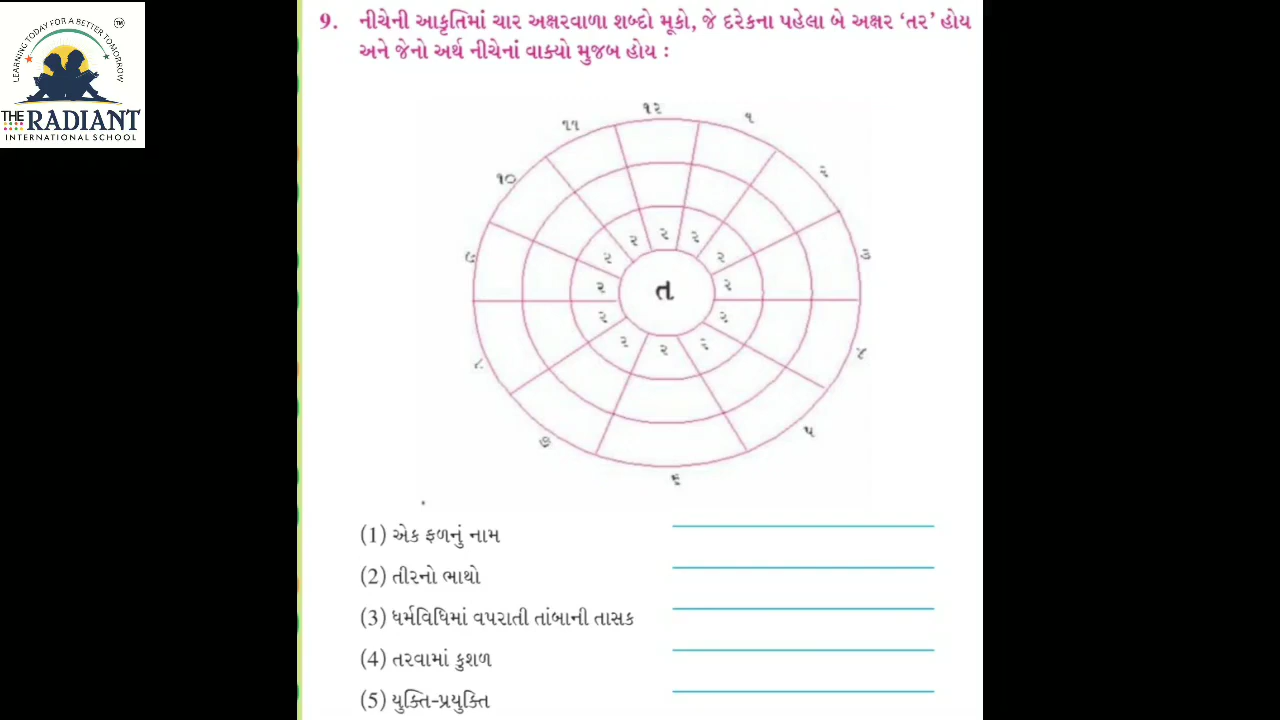 LEARNING TODAY FOR A BETTER TOMORROW
TM
THE RADIANT
INTERNATIONAL SCHOOL
9. નીચેની આકૃતિમાં ચાર અક્ષરવાળા શબ્દો મૂકો, જે દરેકના પહેલા બે અક્ષર ‘તર’ હોય
અને જેનો અર્થ નીચેનાં વાક્યો મુજબ હોય :
૧૨
૧
૨
૩
૪
૫
૬
૭
૮
૯
૧૦
૧૧
ર ર ર ર ર ર ર ર ર ર ર ર
ત
(1) એક ફળનું નામ
(2) તીરનો ભાથો
(3) ધર્મવિધિમાં વપરાતી તાંબાની તાસક
(4) તરવામાં કુશળ
(5) યુક્તિ-પ્રયુક્તિ